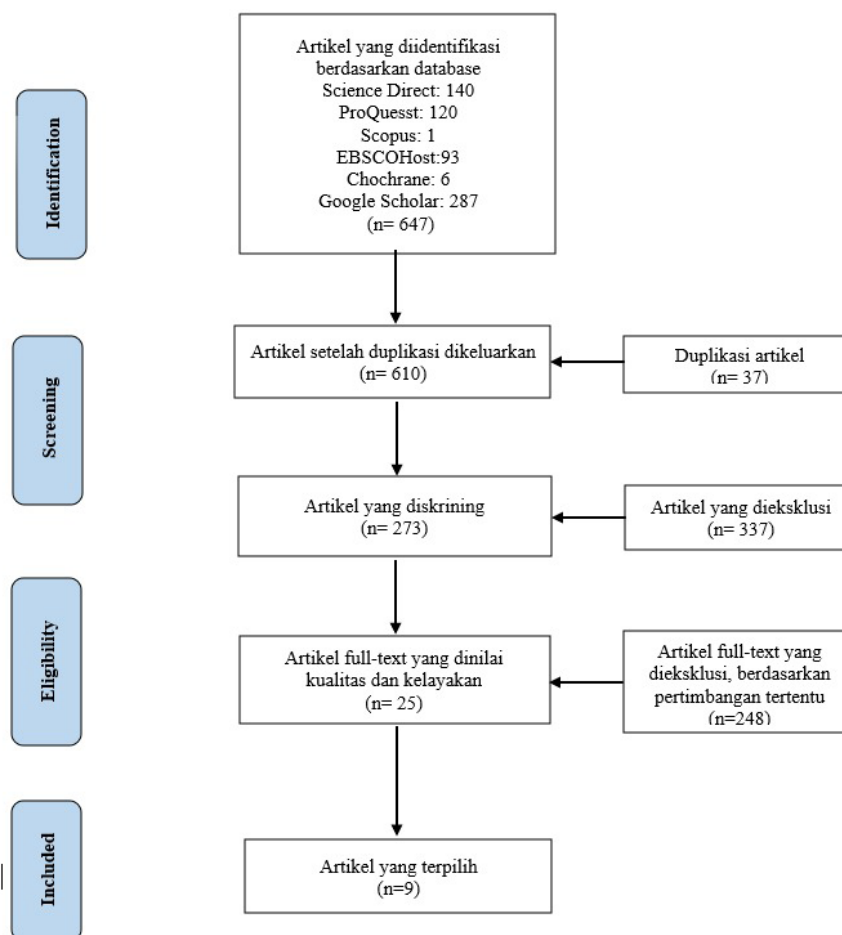 Identification
Artikel yang diidentifikasi
berdasarkan database
Science Direct: 140
ProQuesst: 120
Scopus: 1
EBSCOHost:93
Chochrane: 6
Google Scholar: 287
(n= 647)
Screening
Artikel setelah duplikasi dikeluarkan
(n= 610)
Duplikasi artikel
(n= 37)
Artikel yang diskrining
(n= 273)
Artikel yang dieksklusi
(n= 337)
Eligibility
Artikel full-text yang dinilai
kualitas dan kelayakan
(n= 25)
Artikel full-text yang
dieksklusi, berdasarkan
pertimbangan tertentu
(n=248)
Included
Artikel yang terpilih
(n=9)